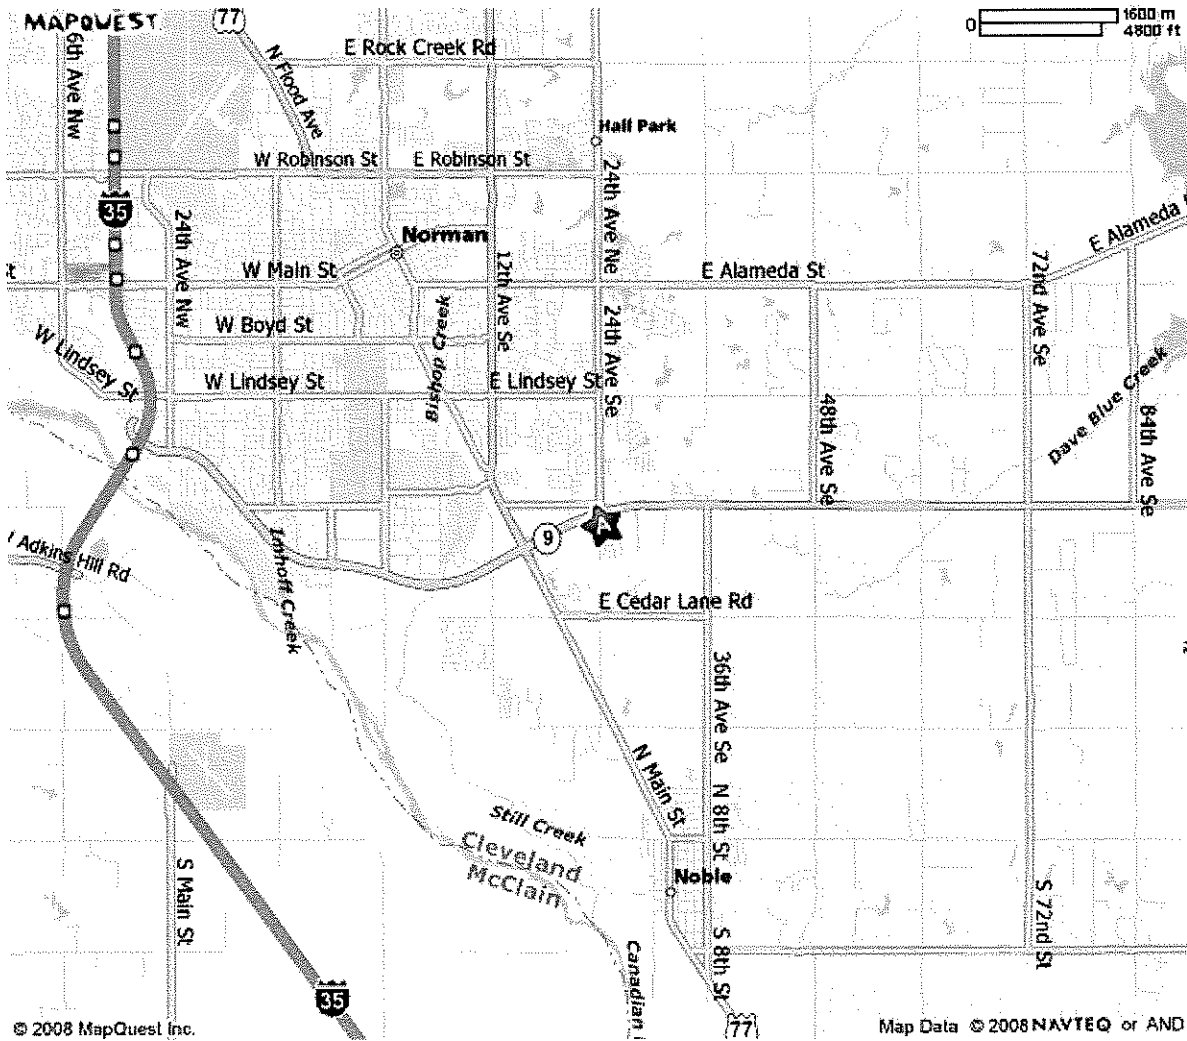 MAPQUEST
77
0
1600 m
4800 ft
E Rock Creek Rd
6th Ave Nw
N Flood Ave
Hall Park
W Robinson St
E Robinson St
35
24th Ave Nw
24th Ave Ne
Norman
E Alameda
W Main St
12th Ave Se
E Alameda St
72nd Ave Se
W Boyd St
Bishop Creek
24th Ave Se
W Lindsey St
W Lindsey St
E Lindsey St
48th Ave Se
Dave Blue Creek
84th Ave Se
A
9
Adkins Hill Rd
Imhoff Creek
E Cedar Lane Rd
36th Ave Se
N Main St
N 8th St
Still Creek
Cleveland
McClain
Noble
S Main St
S 72nd St
S 8th St
Canadian
35
77
© 2008 MapQuest Inc.
Map Data © 2008 NAVTEQ or AND